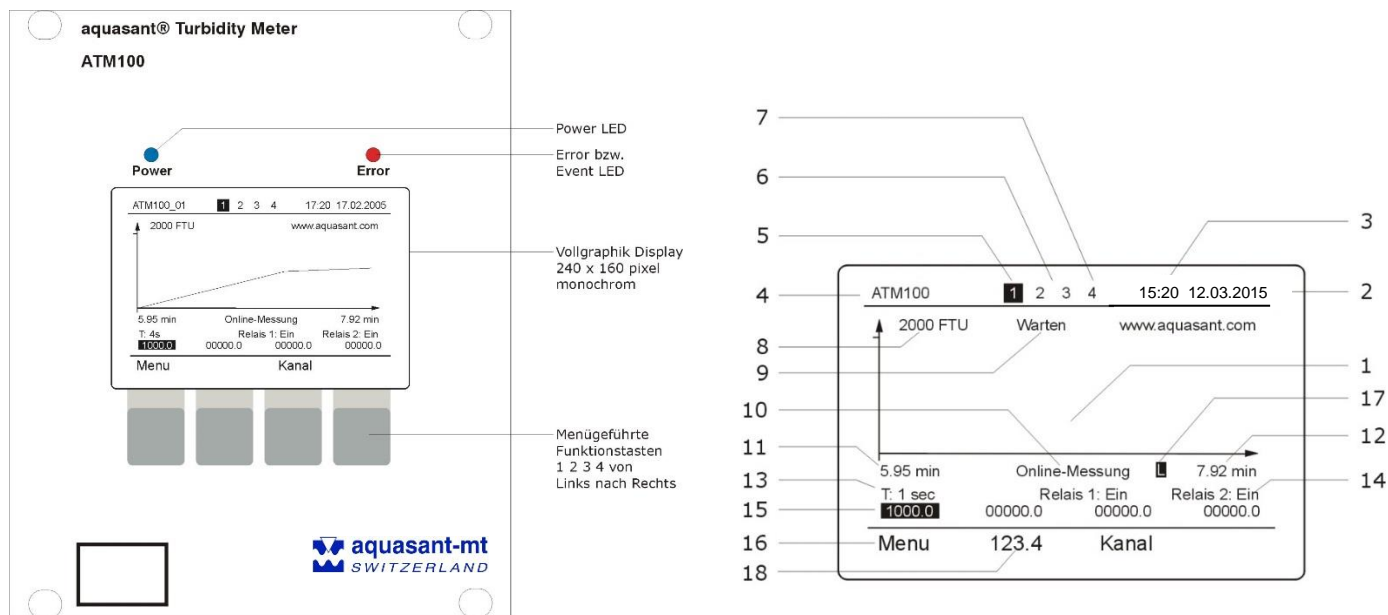 aquasant® Turbidity Meter
ATM100
Power LED
Error bzw.
Event LED
Power
Error
ATM100_01 1 2 3 4 17:20 17.02.2005
2000 FTU www.aquasant.com
Vollgraphik Display
240 x 160 pixel
monochrom
5.95 min Online-Messung 7.92 min
T: 4s Relais 1: Ein Relais 2: Ein
1000.0 00000.0 00000.0 00000.0
Menu Kanal
Menügeführte
Funktionstasten
1 2 3 4 von
Links nach Rechts
aquasant-mt
SWITZERLAND
7
6
5
3
4
2
ATM100 1 2 3 4 15:20 12.03.2015
2000 FTU Warten www.aquasant.com
8
9
1
10
17
11
12
5.95 min Online-Messung L 7.92 min
13
14
T: 1 sec Relais 1: Ein Relais 2: Ein
15
1000.0 00000.0 00000.0 00000.0
16
Menu 123.4 Kanal
18